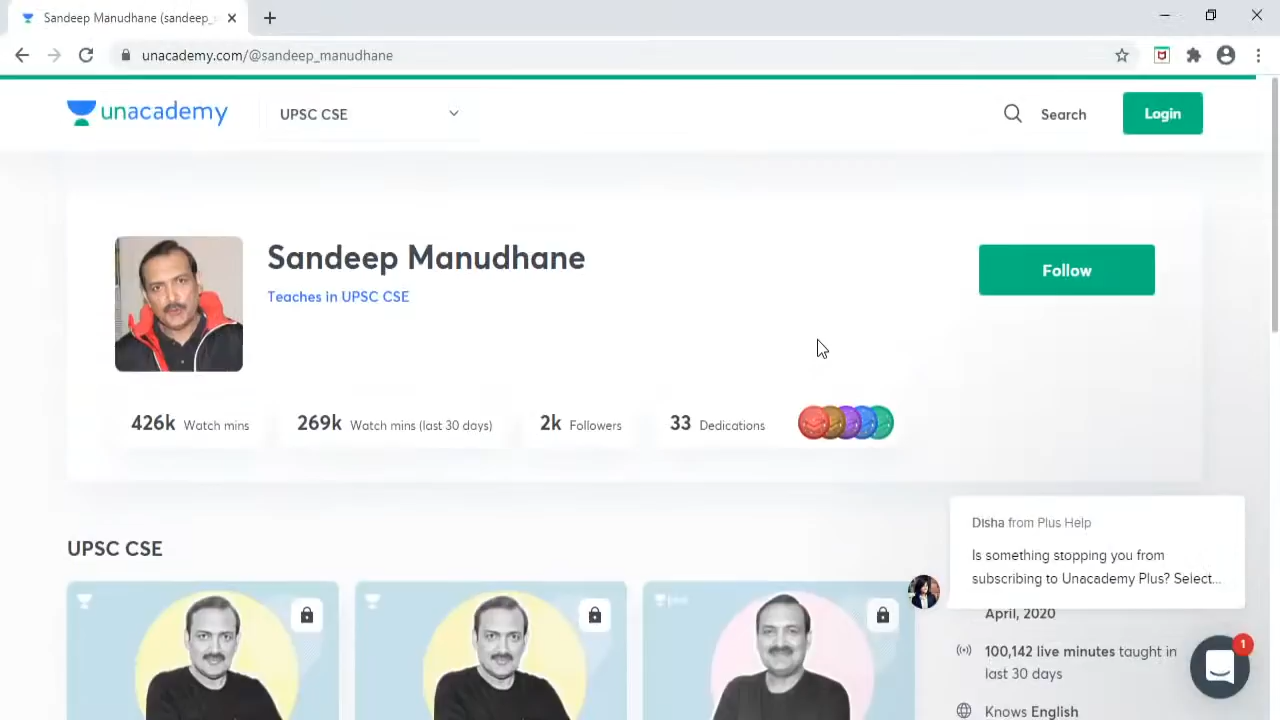 Sandeep Manudhane (sandeep_
unacademy.com/@sandeep_manudhane
unacademy
UPSC CSE
Search
Login
Sandeep Manudhane
Teaches in UPSC CSE
Follow
426k Watch mins
269k Watch mins (last 30 days)
2k Followers
33 Dedications
Disha from Plus Help
Is something stopping you from
subscribing to Unacademy Plus? Select...
UPSC CSE
April, 2020
100,142 live minutes taught in
last 30 days
1
Knows English